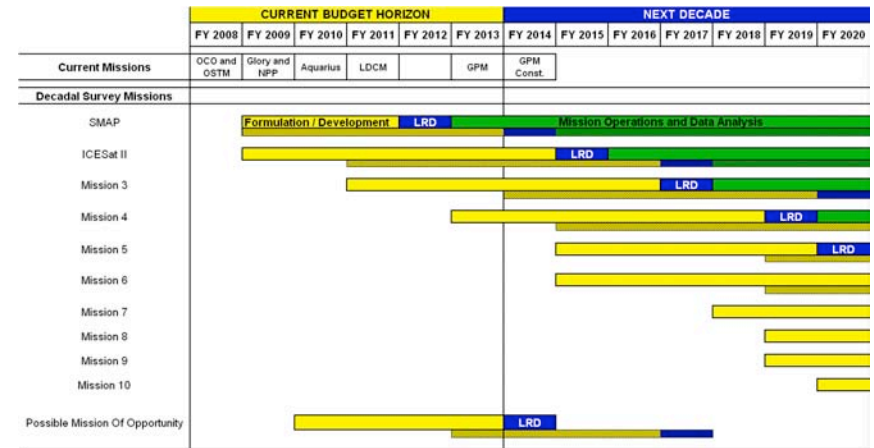 CURRENT BUDGET HORIZON NEXT DECADE
FY 2008 FY 2009 FY 2010 FY 2011 FY 2012 FY 2013 FY 2014 FY 2015 FY 2016 FY 2017 FY 2018 FY 2019 FY 2020
Current Missions OCO and OSTM Glory and NPP Aquarius LDCM GPM GPM Const.
Decadal Survey Missions
SMAP Formulation / Development LRD Mission Operations and Data Analysis
ICESat II LRD
Mission 3 LRD
Mission 4 LRD
Mission 5 LRD
Mission 6
Mission 7
Mission 8
Mission 9
Mission 10
Possible Mission Of Opportunity LRD